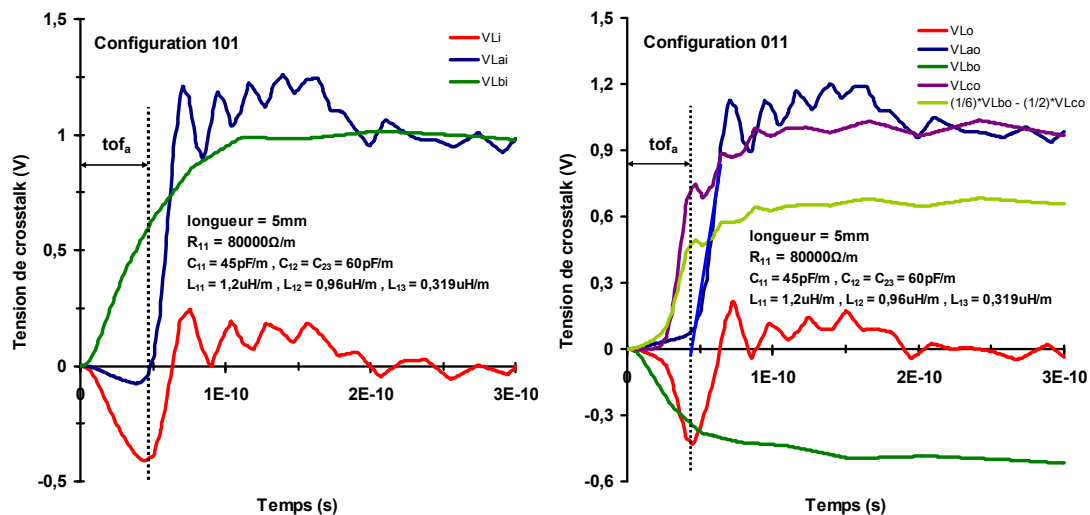 Configuration 101
VLi
VLai
VLbi
Tension de crosstalk (V)
1,5
1
0,5
0
-0,5
tofa
longueur = 5mm
R11 = 80000Ω/m
C11 = 45pF/m , C12 = C23 = 60pF/m
L11 = 1,2uH/m , L12 = 0,96uH/m , L13 = 0,319uH/m
0 1E-10 2E-10 3E-10
Temps (s)
Configuration 011
VLo
VLao
VLbo
VLco
(1/6)*VLbo - (1/2)*VLco
Tension de crosstalk (V)
1,5
1,2
0,9
0,6
0,3
0
-0,3
-0,6
tofa
longueur = 5mm
R11 = 80000Ω/m
C11 = 45pF/m , C12 = C23 = 60pF/m
L11 = 1,2uH/m , L12 = 0,96uH/m , L13 = 0,319uH/m
0 1E-10 2E-10 3E-10
Temps (s)